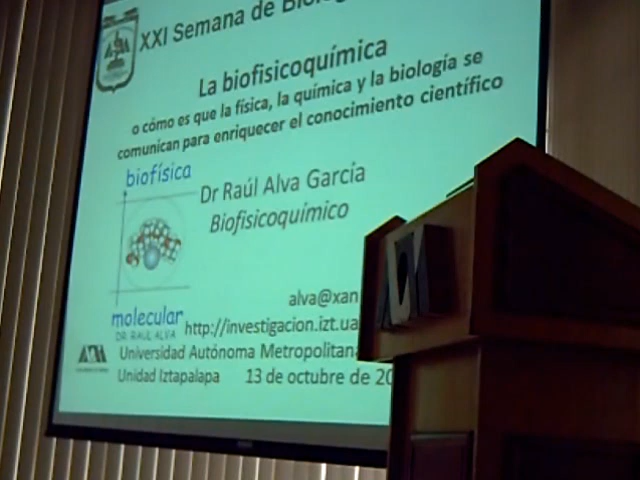 XXI Semana de
La biofisicoquímica
o cómo es que la física, la química y la biología se
comunican para enriquecer el conocimiento científico
biofísica
Dr Raúl Alva García
Biofisicoquímico
alva@xan
molecular
DR. RAUL ALVA
http://investigacion.izt.ua
Universidad Autónoma Metropolitana
Unidad Iztapalapa 13 de octubre de 20